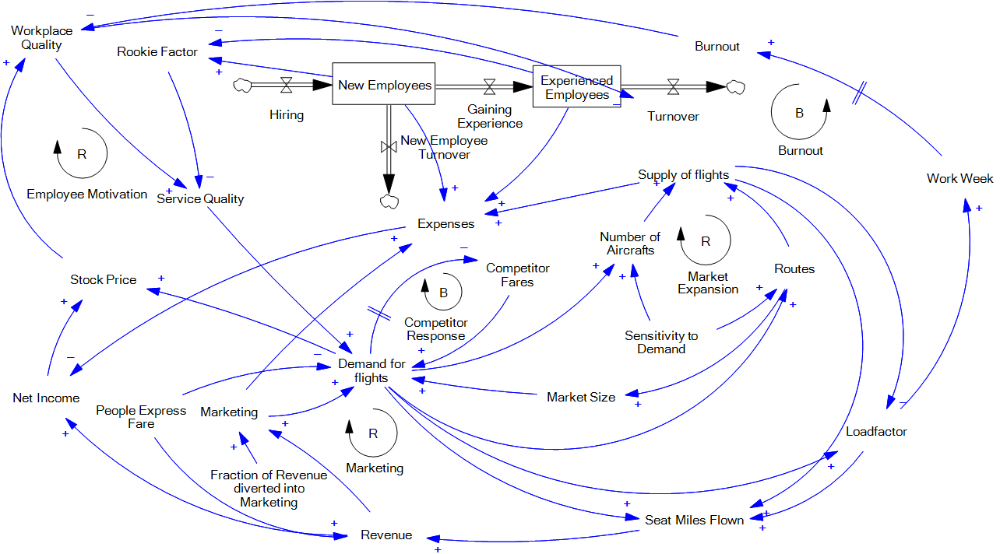 Workplace
Quality
Rookie Factor
New Employees
Experienced
Employees
Burnout
Hiring
Gaining
Experience
Turnover
B
Burnout
R
Employee Motivation
New Employee
Turnover
Service Quality
Supply of flights
Work Week
Expenses
Number of
Aircrafts
R
Market
Expansion
Routes
Stock Price
Competitor
Fares
B
Competitor
Response
Sensitivity to
Demand
Demand for
flights
Net Income
People Express
Fare
Marketing
Market Size
R
Marketing
Loadfactor
Fraction of Revenue
diverted into
Marketing
Revenue
Seat Miles Flown